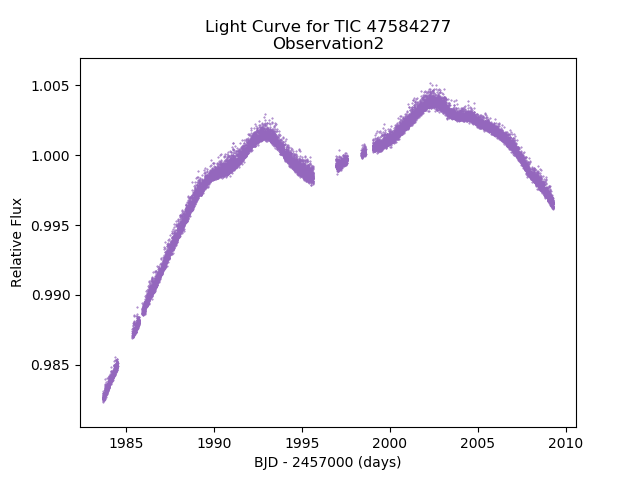 Light Curve for TIC 47584277
Observation2
1.005
1.000
0.995
0.990
0.985
Relative Flux
1985
1990
1995
2000
2005
2010
BJD - 2457000 (days)